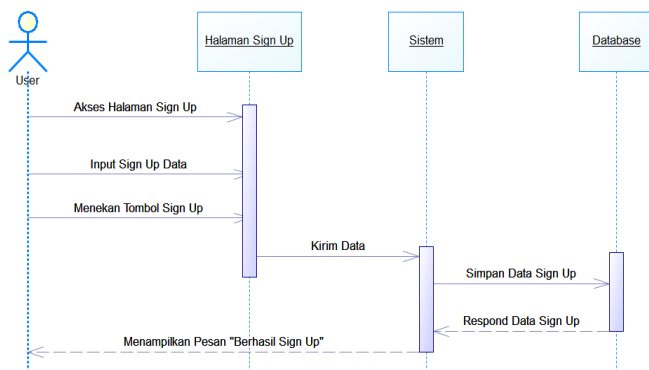 Halaman Sign Up
Sistem
Database
User
Akses Halaman Sign Up
Input Sign Up Data
Menekan Tombol Sign Up
Kirim Data
Simpan Data Sign Up
Respond Data Sign Up
Menampilkan Pesan "Berhasil Sign Up"